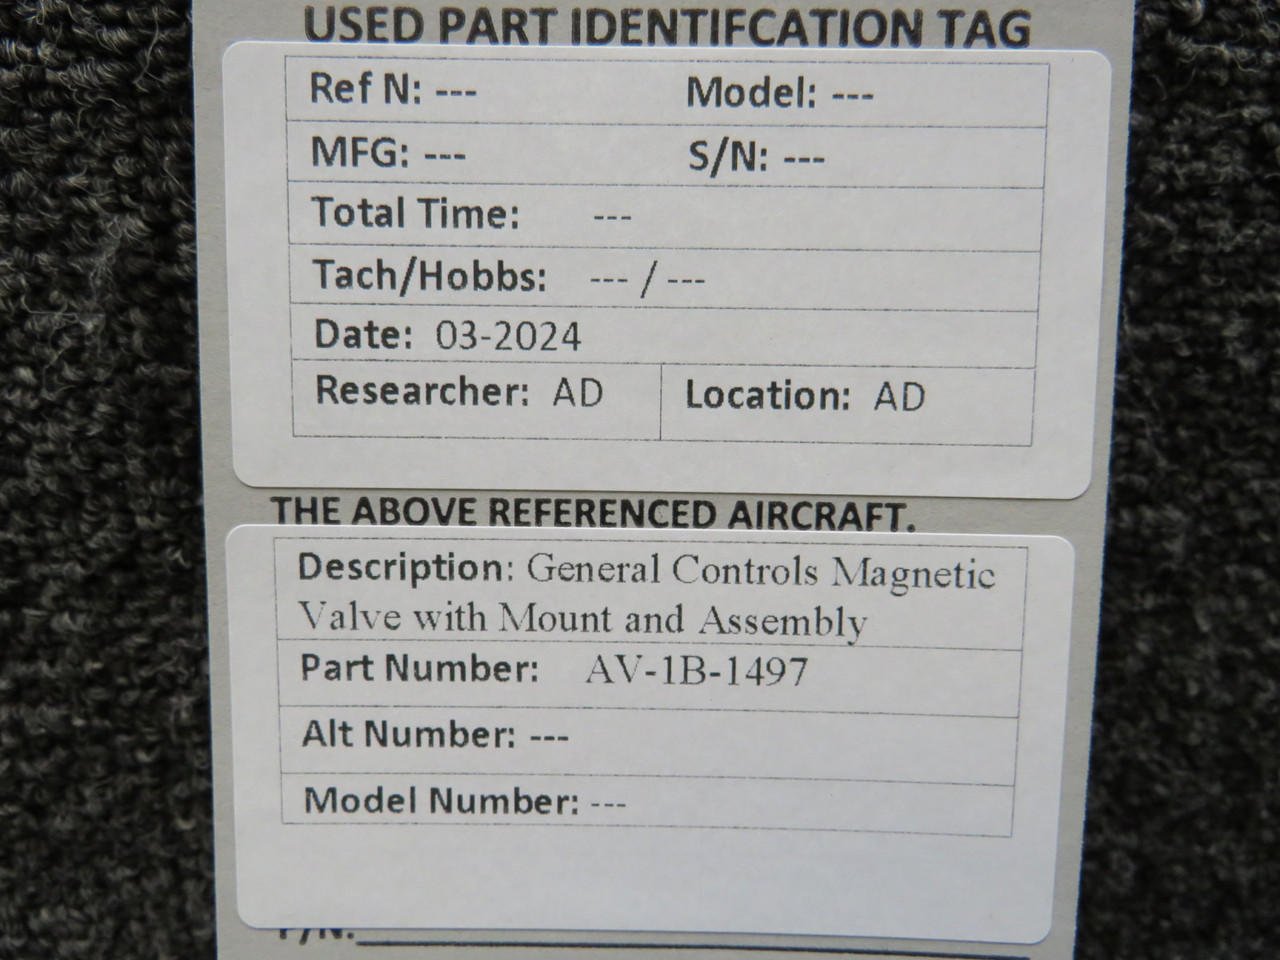 USED PART IDENTIFCATION TAG
Ref N: --- Model: ---
MFG: --- S/N: ---
Total Time: ---
Tach/Hobbs: --- / ---
Date: 03-2024
Researcher: AD Location: AD
THE ABOVE REFERENCED AIRCRAFT.
Description: General Controls Magnetic
Valve with Mount and Assembly
Part Number: AV-1B-1497
Alt Number: ---
Model Number: ---
P/N: